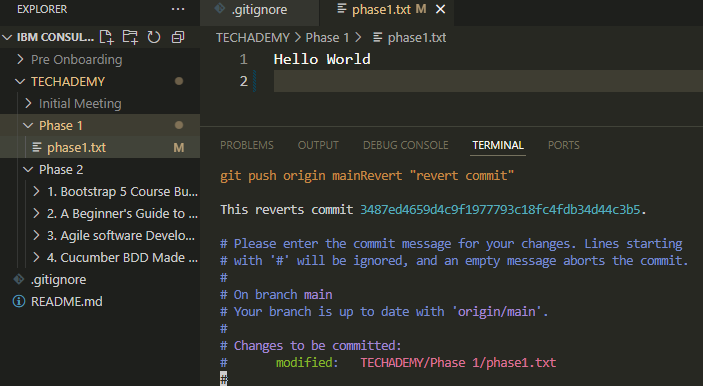 EXPLORER
IBM CONSUL...
Pre Onboarding
TECHADEMY
Initial Meeting
Phase 1
phase1.txt M
Phase 2
1. Bootstrap 5 Course Bu...
2. A Beginner's Guide to ...
3. Agile software Develo...
4. Cucumber BDD Made ...
.gitignore
README.md
.gitignore
phase1.txt M
TECHADEMY > Phase 1 > phase1.txt
1 Hello World
2
PROBLEMS OUTPUT DEBUG CONSOLE TERMINAL PORTS
git push origin mainRevert "revert commit"
This reverts commit 3487ed4659d4c9f1977793c18fc4fdb34d44c3b5.
# Please enter the commit message for your changes. Lines starting
# with '#' will be ignored, and an empty message aborts the commit.
#
# On branch main
# Your branch is up to date with 'origin/main'.
#
# Changes to be committed:
# modified: TECHADEMY/Phase 1/phase1.txt
#